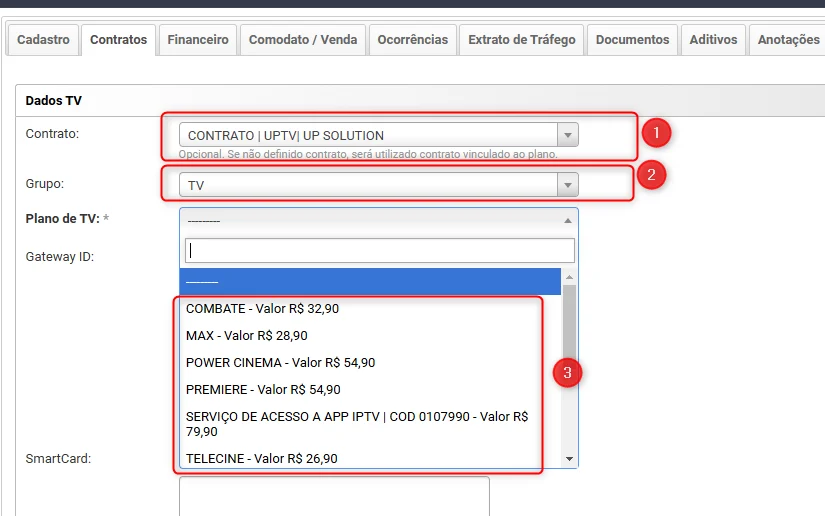 Cadastro Contratos Financeiro Comodato / Venda Ocorrências Extrato de Tráfego Documentos Aditivos Anotações
Dados TV
Contrato: CONTRATO | UPTV| UP SOLUTION 1
Opcional. Se não definido contrato, será utilizado contrato vinculado ao plano.
Grupo: TV 2
Plano de TV: * ---------
Gateway ID:
---------
COMBATE - Valor R$ 32,90
MAX - Valor R$ 28,90
POWER CINEMA - Valor R$ 54,90
3
PREMIERE - Valor R$ 54,90
SERVIÇO DE ACESSO A APP IPTV | COD 0107990 - Valor R$
79,90
SmartCard: TELECINE - Valor R$ 26,90